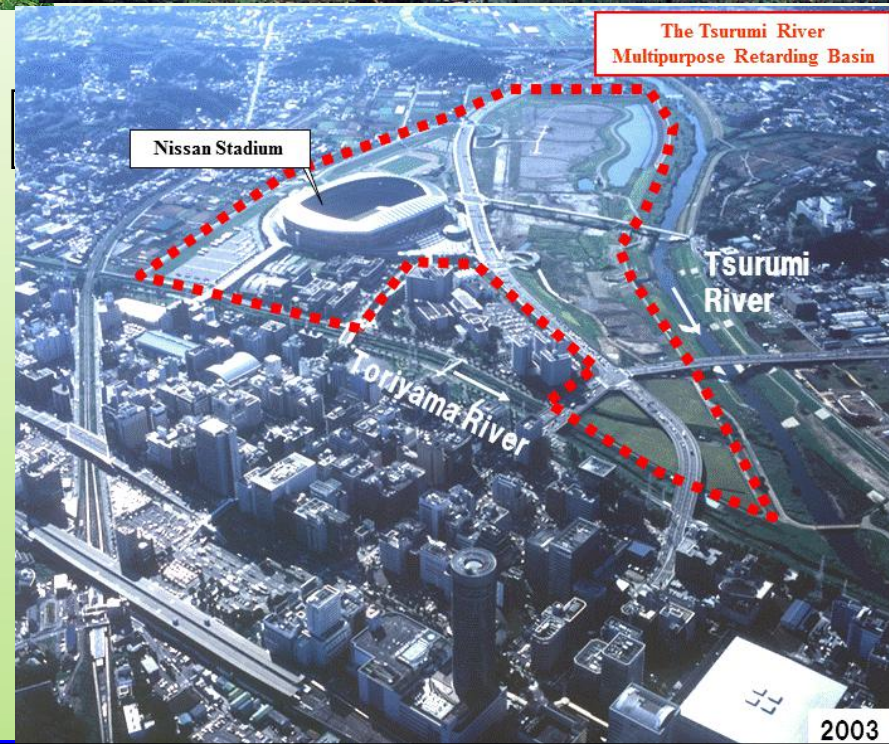 The Tsurumi River
Multipurpose Retarding Basin
Nissan Stadium
Tsurumi
River
Toriyama River
2003